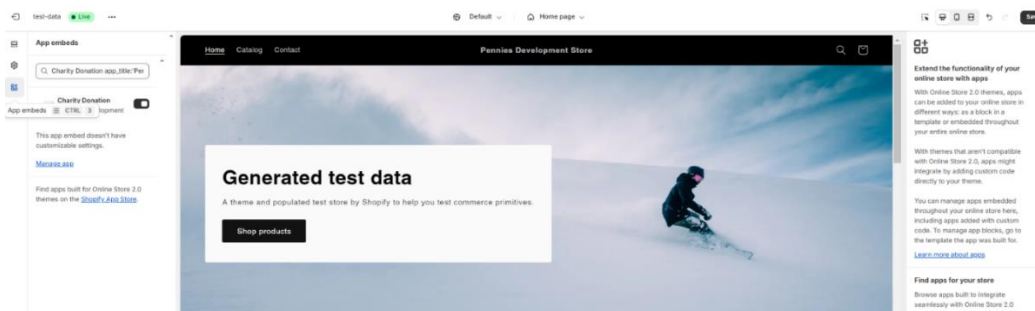 test-data
Live
Default
Home page
App embeds
Charity Donation app_title:'Pen
Charity Donation
App embeds CTRL 3
opment
This app embed doesn't have
customizable settings.
Manage app
Find apps built for Online Store 2.0
themes on the Shopify App Store.
Home Catalog Contact
Pennies Development Store
Generated test data
A theme and populated test store by Shopify to help you test commerce primitives.
Shop products
Extend the functionality of your
online store with apps
With Online Store 2.0 themes, apps
can be added to your online store in
different ways: as a block in a
template or embedded throughout
your entire online store.
With themes that aren't compatible
with Online Store 2.0, apps might
integrate by adding custom code
directly to your theme.
You can manage apps embedded
throughout your online store here,
including apps added with custom
code. To manage app blocks, go to
the template the app was built for.
Learn more about apps
Find apps for your store
Browse apps built to integrate
seamlessly with Online Store 2.0